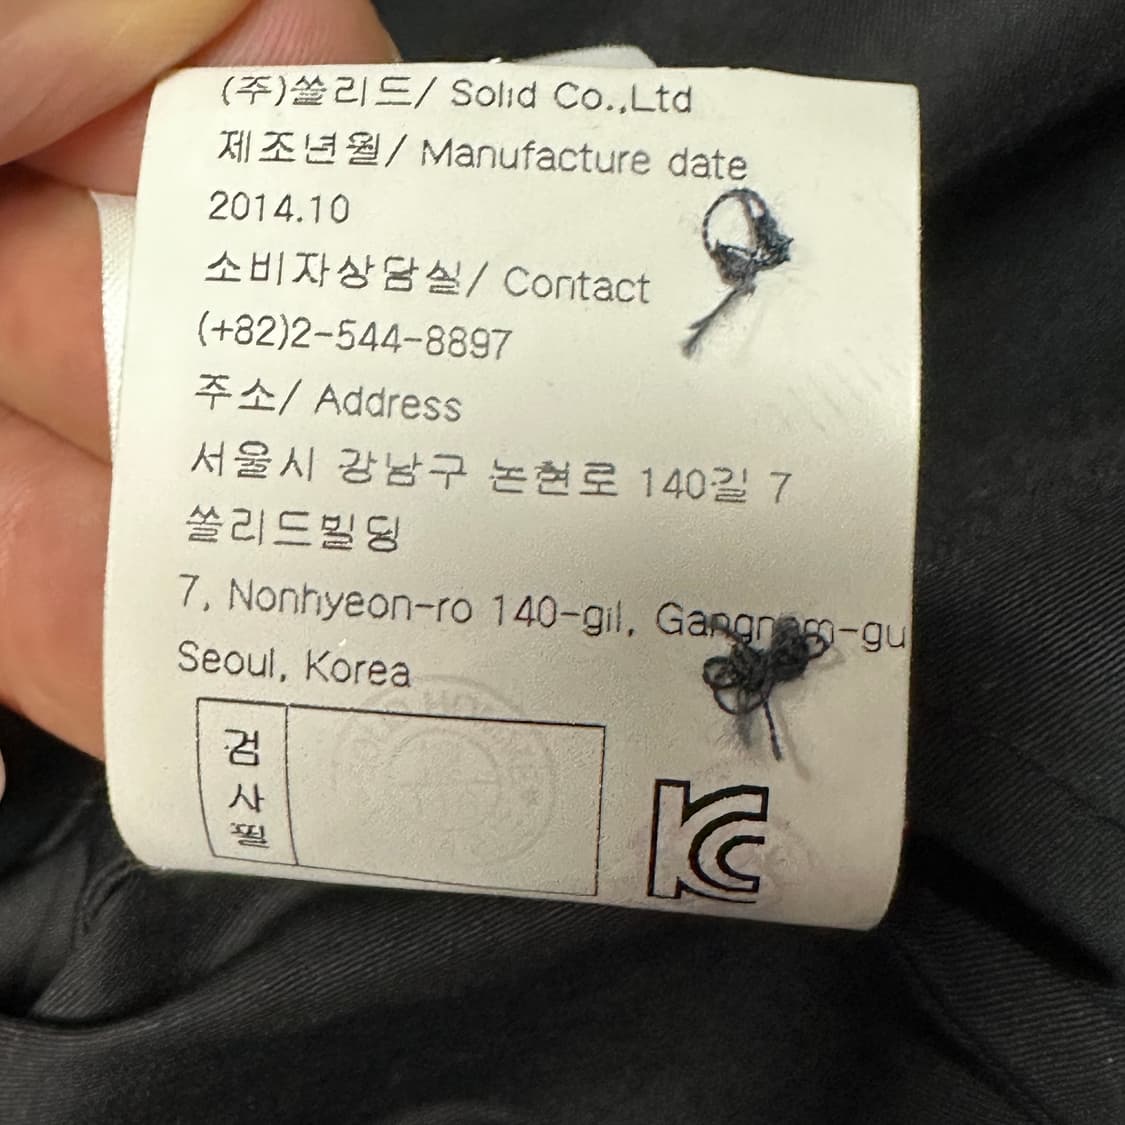 (주)쏠리드/ Solid Co.,Ltd
제조년월/ Manufacture date
2014.10
소비자상담실/ Contact
(+82)2-544-8897
주소/ Address
서울시 강남구 논현로 140길 7
쏠리드빌딩
7, Nonhyeon-ro 140-gil, Gangnam-gu
Seoul, Korea
검사필
KC